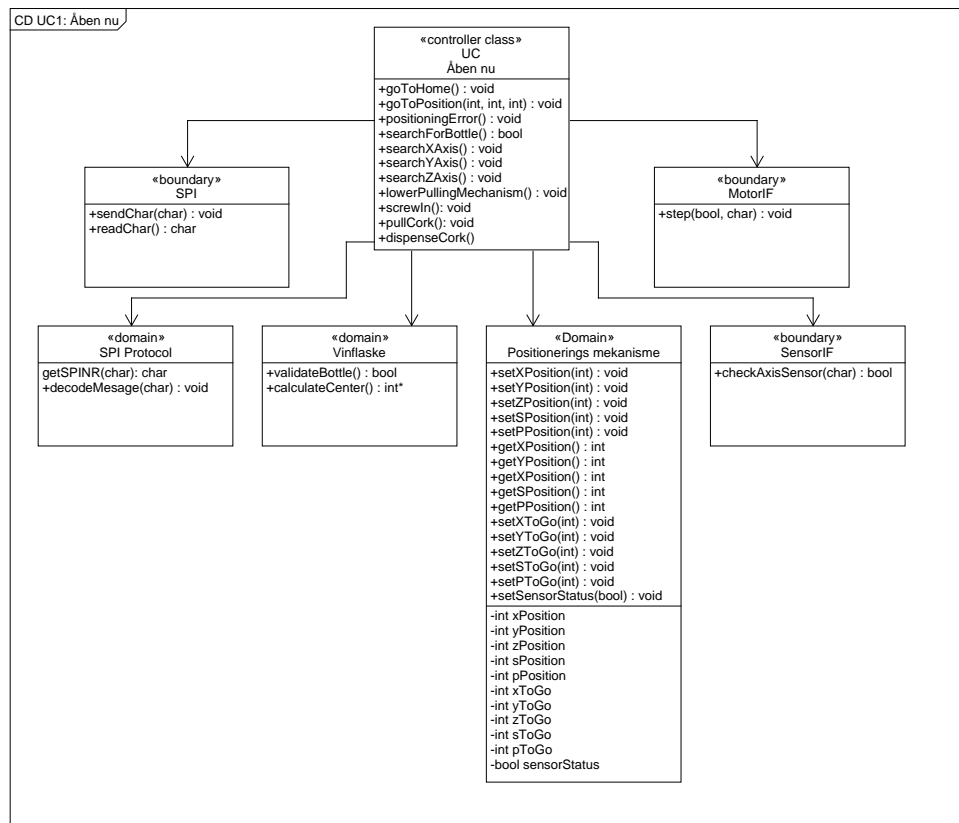 CD UC1: Åben nu
«controller class»
UC
Åben nu
+goToHome() : void
+goToPosition(int, int, int) : void
+positioningError() : void
+searchForBottle() : bool
+searchXAxis() : void
+searchYAxis() : void
+searchZAxis() : void
+lowerPullingMechanism() : void
+screwIn(): void
+pullCork(): void
+dispenseCork()
«boundary»
SPI
+sendChar(char) : void
+readChar() : char
«boundary»
MotorIF
+step(bool, char) : void
«domain»
SPI Protocol
getSPINR(char): char
+decodeMesage(char) : void
«domain»
Vinflaske
+validateBottle() : bool
+calculateCenter() : int*
«Domain»
Positionerings mekanisme
+setXPosition(int) : void
+setYPosition(int) : void
+setZPosition(int) : void
+setSPosition(int) : void
+setPPosition(int) : void
+getXPosition() : int
+getYPosition() : int
+getXPosition() : int
+getSPosition() : int
+getPPosition() : int
+setXToGo(int) : void
+setYToGo(int) : void
+setZToGo(int) : void
+setSToGo(int) : void
+setPToGo(int) : void
+setSensorStatus(bool) : void
-int xPosition
-int yPosition
-int zPosition
-int sPosition
-int pPosition
-int xToGo
-int yToGo
-int zToGo
-int sToGo
-int pToGo
-bool sensorStatus
«boundary»
SensorIF
+checkAxisSensor(char) : bool